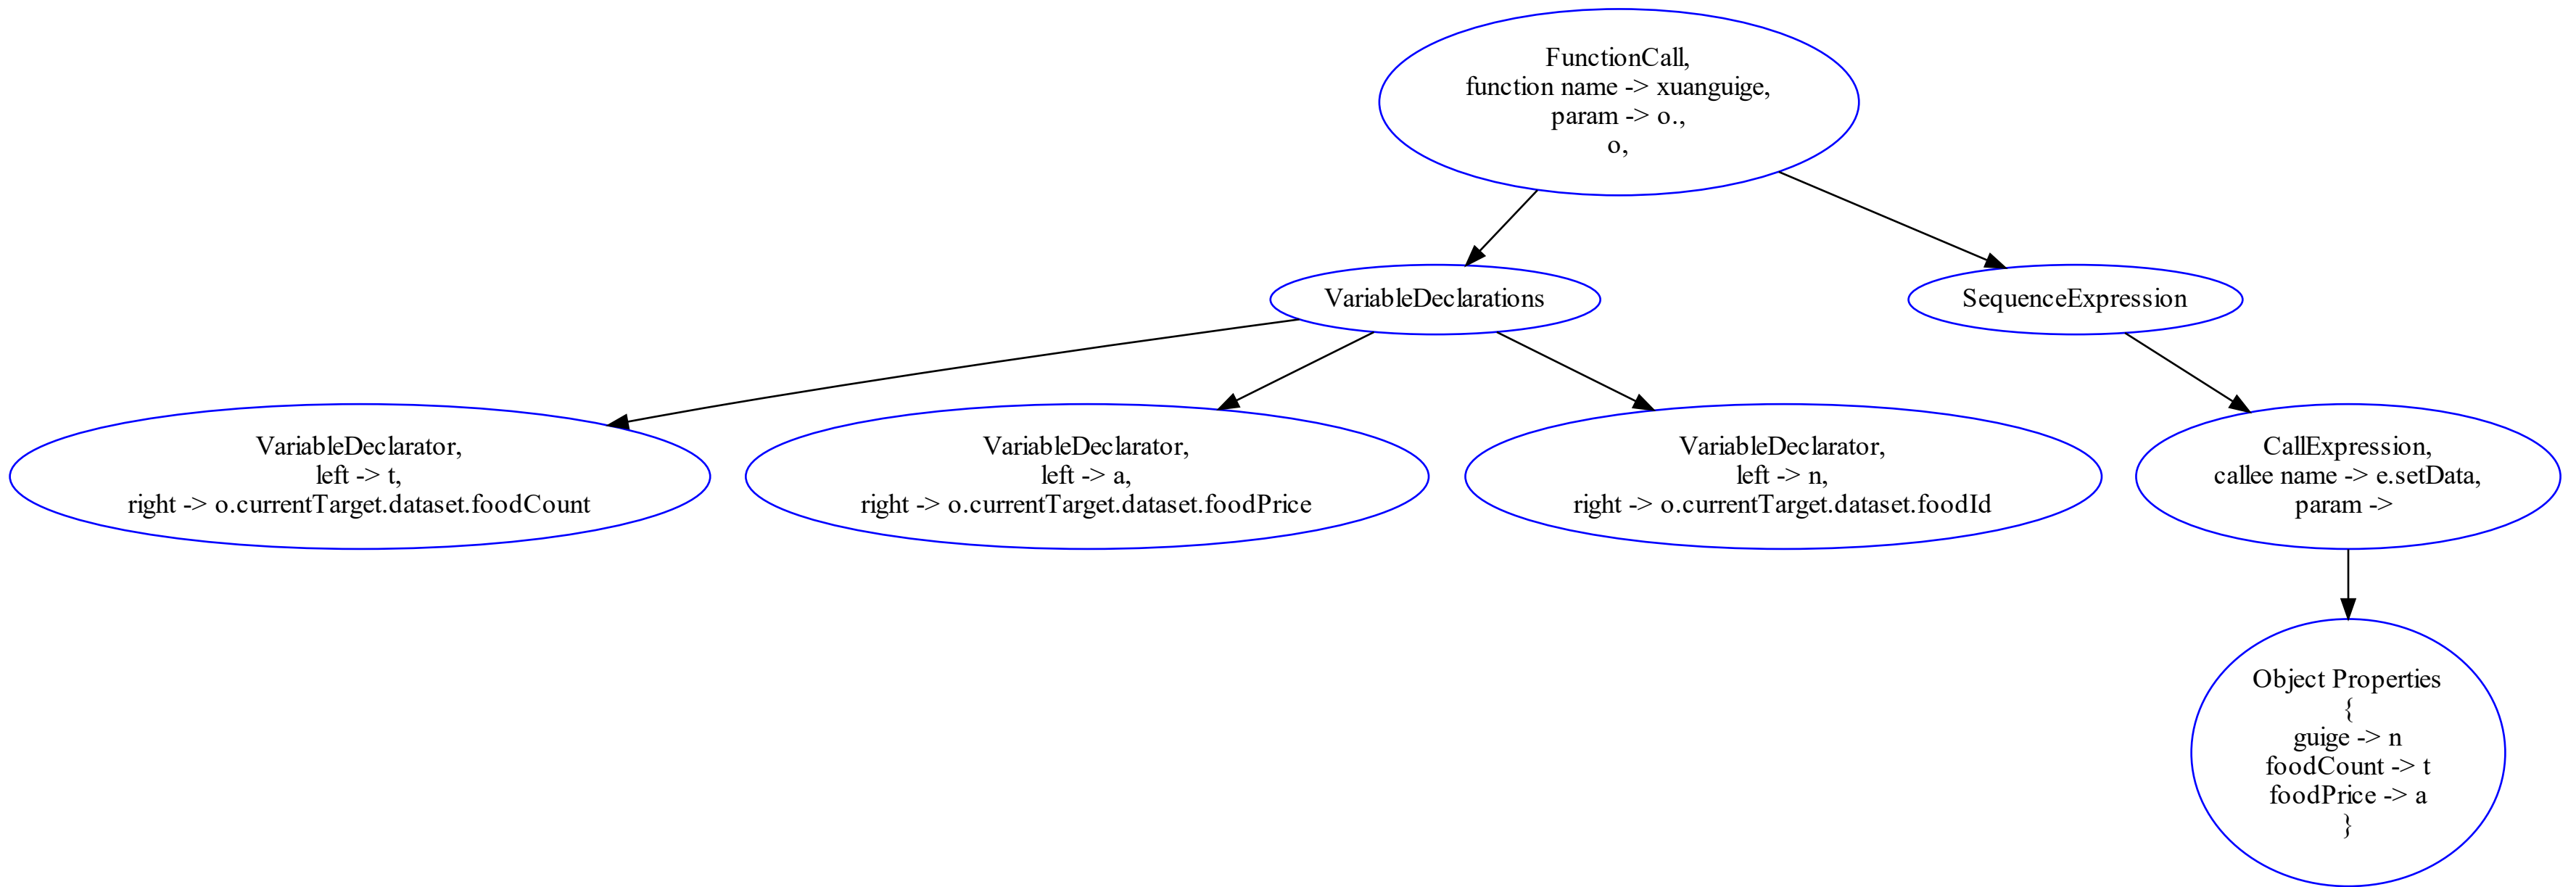 FunctionCall,
function name -> xuanguige,
param -> o.,
o,
VariableDeclarations
SequenceExpression
VariableDeclarator,
left -> t,
right -> o.currentTarget.dataset.foodCount
VariableDeclarator,
left -> a,
right -> o.currentTarget.dataset.foodPrice
VariableDeclarator,
left -> n,
right -> o.currentTarget.dataset.foodId
CallExpression,
callee name -> e.setData,
param ->
Object Properties
{
guige -> n
foodCount -> t
foodPrice -> a
}